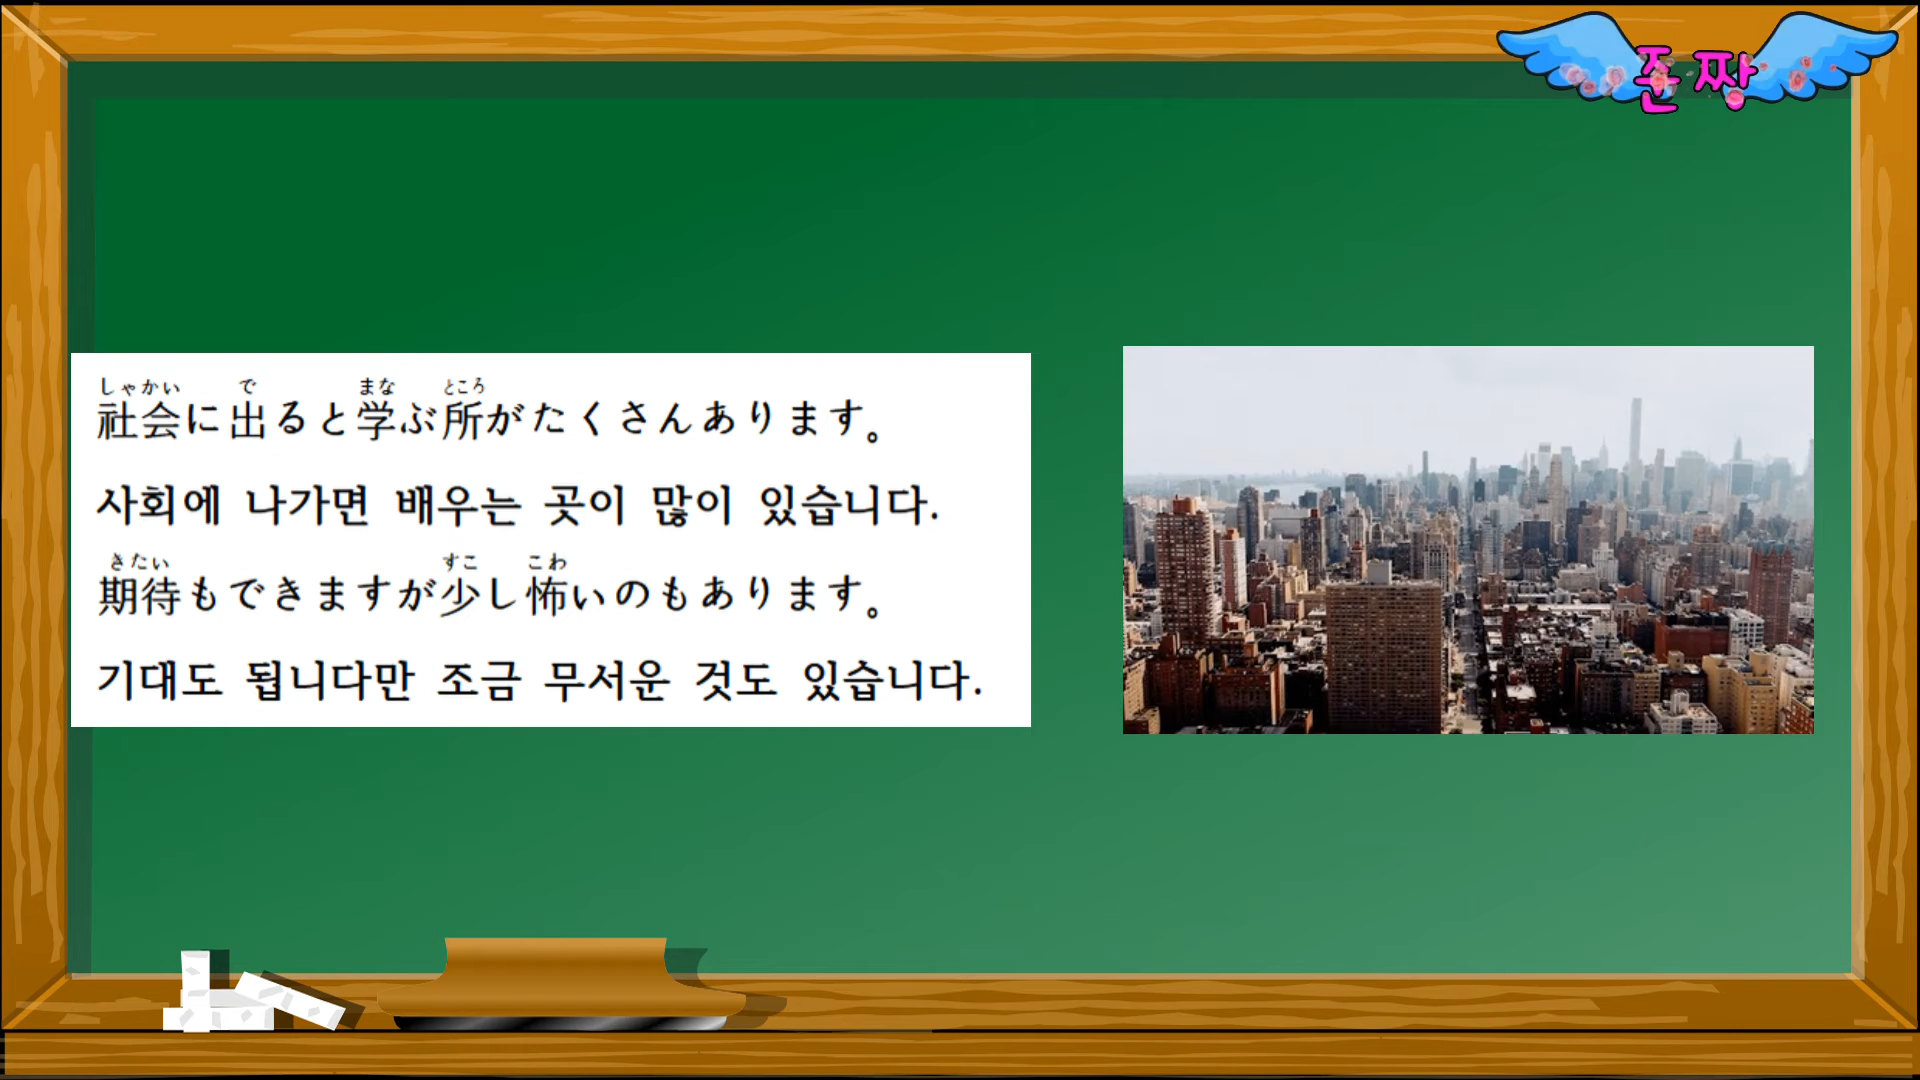 存짱
しゃかい で まな ところ
社会に出ると学ぶ所がたくさんあります。
사회에 나가면 배우는 곳이 많이 있습니다.
きたい すこ こわ
期待もできますが少し怖いのもあります。
기대도 됩니다만 조금 무서운 것도 있습니다.